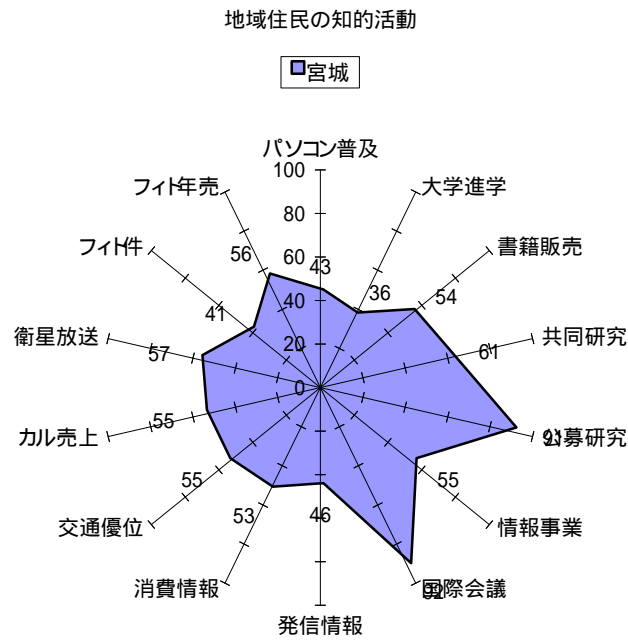 地域住民の知的活動
宮城
パソコン普及
フィト年売
大学進学
フィト件
書籍販売
衛星放送
共同研究
カル売上
公募研究
交通優位
情報事業
消費情報
国際会議
発信情報
100
80
60
40
20
0
43
36
54
61
55
46
53
55
55
57
41
56